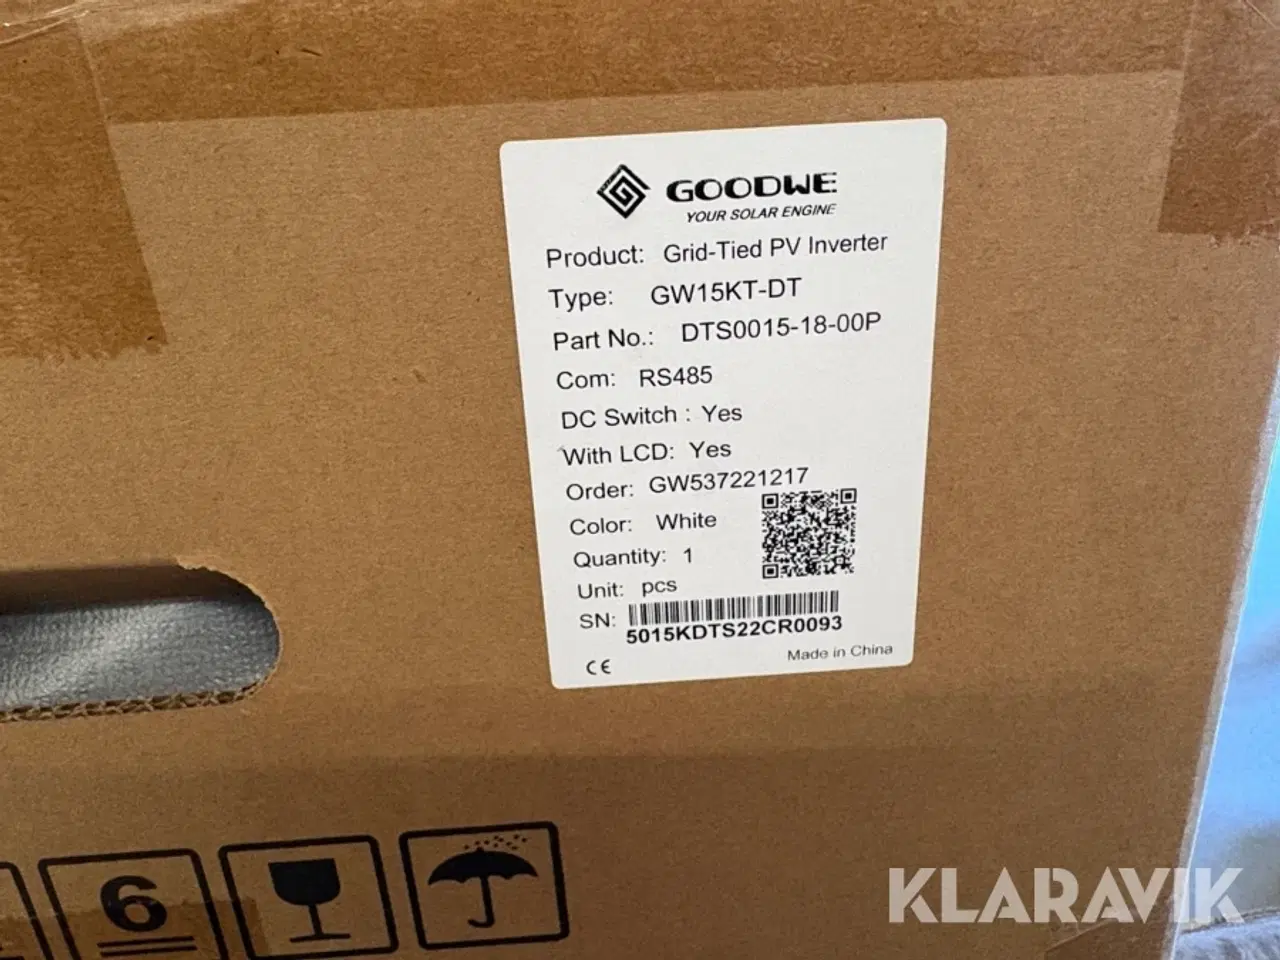 GOODWE
YOUR SOLAR ENGINE
Product: Grid-Tied PV Inverter
Type: GW15KT-DT
Part No.: DTS0015-18-00P
Com: RS485
DC Switch : Yes
With LCD: Yes
Order: GW537221217
Color: White
Quantity: 1
Unit: pcs
SN:
5015KDTS22CR0093
CE
Made in China
6
KLARAVIK